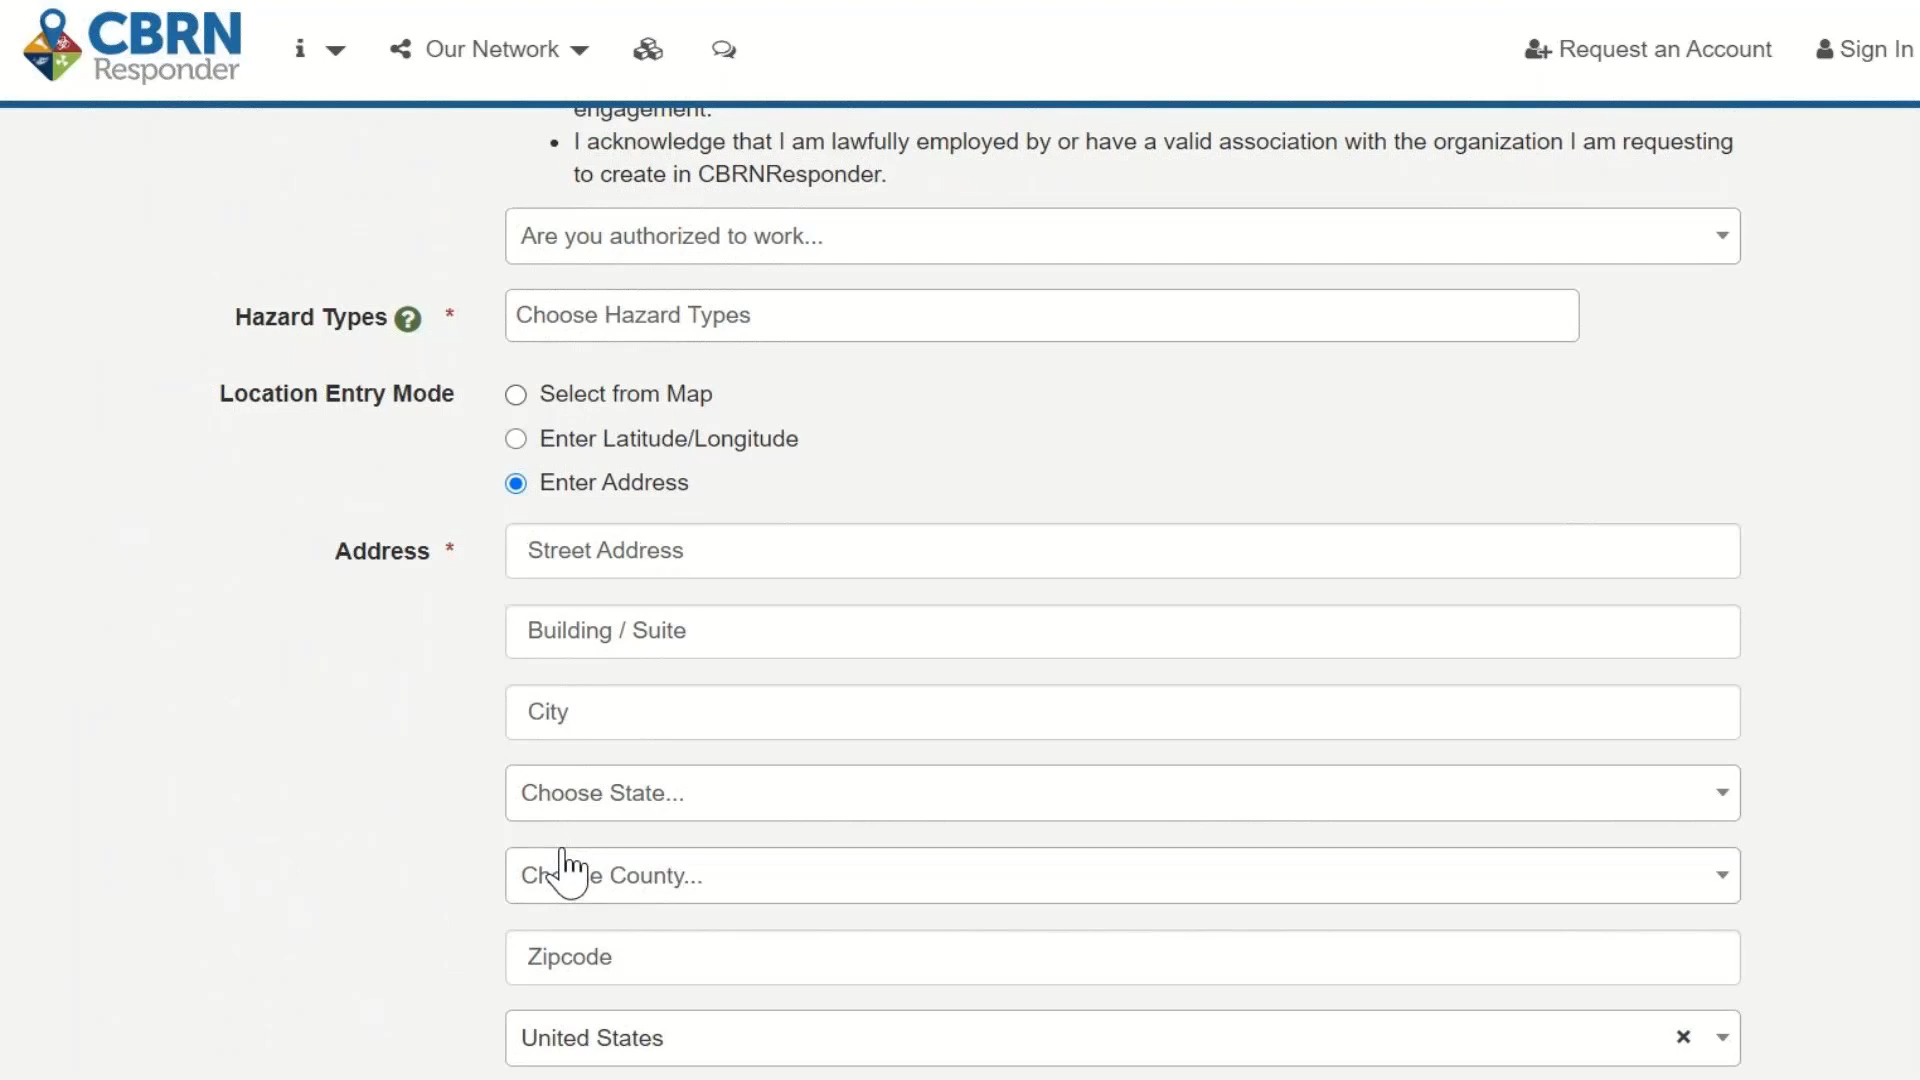 CBRN
Responder
i
Our Network
Request an Account
Sign In
engagement.
• I acknowledge that I am lawfully employed by or have a valid association with the organization I am requesting
to create in CBRNResponder.
Are you authorized to work...
Hazard Types ? *
Choose Hazard Types
Location Entry Mode
Select from Map
Enter Latitude/Longitude
Enter Address
Address *
Street Address
Building / Suite
City
Choose State...
County...
Zipcode
United States ×